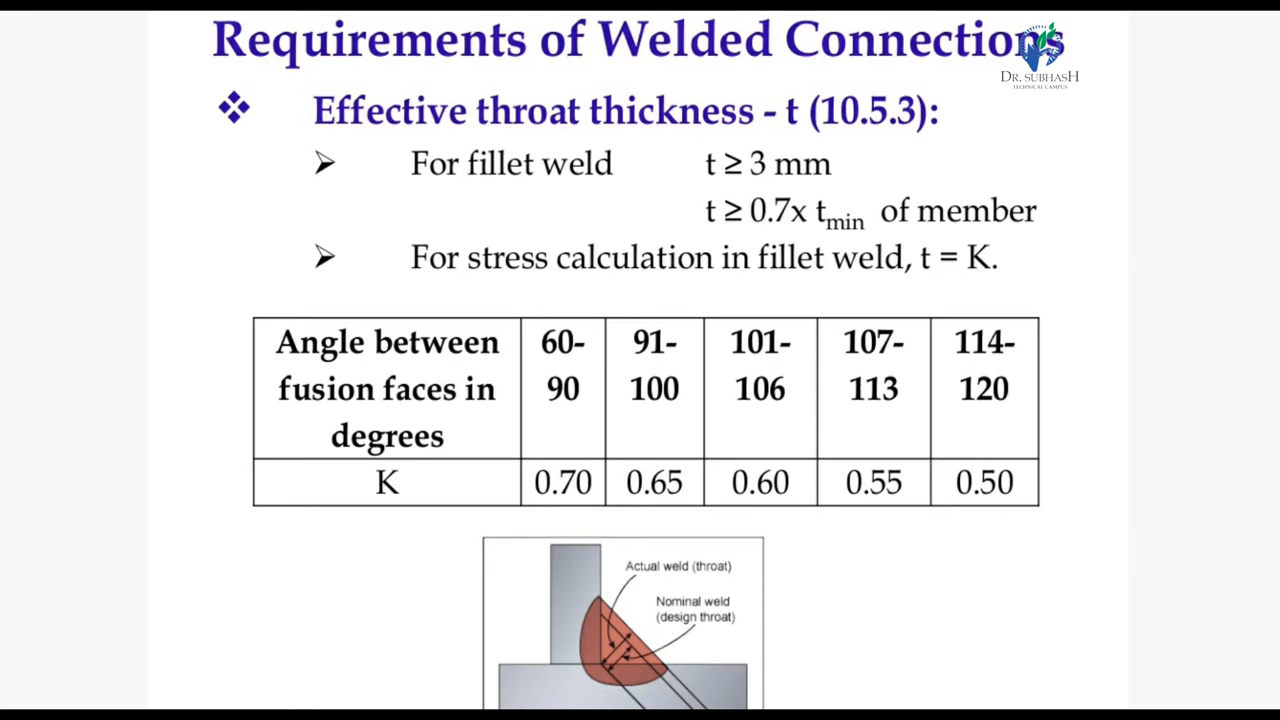 Requirements of Welded Connections
DR. SUBHASH
TECHNICAL CAMPUS
❖ Effective throat thickness - t (10.5.3):
➢ For fillet weld t ≥ 3 mm
t ≥ 0.7x tmin of member
➢ For stress calculation in fillet weld, t = K.
Angle between fusion faces in degrees 60-90 91-100 101-106 107-113 114-120
K 0.70 0.65 0.60 0.55 0.50
Actual weld (throat)
Nominal weld
(design throat)